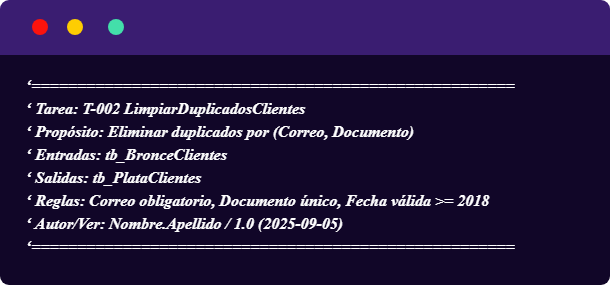 ‘=====================================================
‘ Tarea: T-002 LimpiarDuplicadosClientes
‘ Propósito: Eliminar duplicados por (Correo, Documento)
‘ Entradas: tb_BronceClientes
‘ Salidas: tb_PlataClientes
‘ Reglas: Correo obligatorio, Documento único, Fecha válida >= 2018
‘ Autor/Ver: Nombre.Apellido / 1.0 (2025-09-05)
‘=====================================================